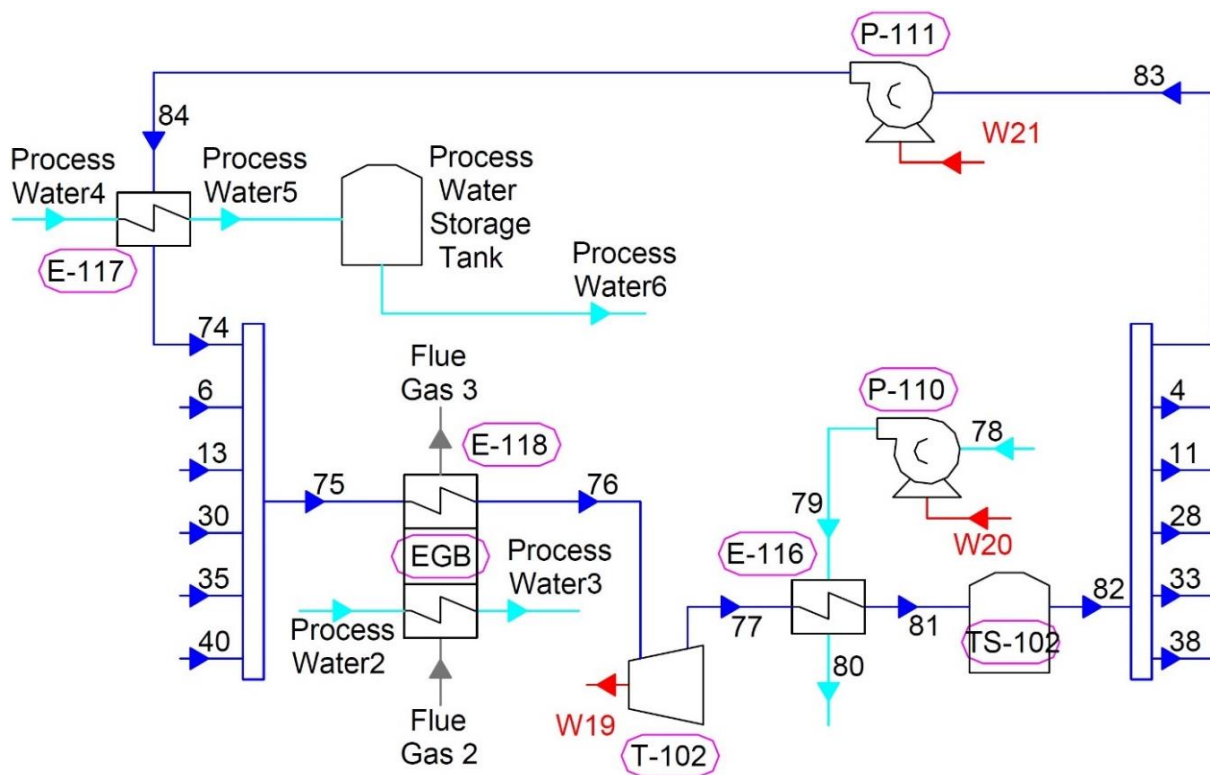 P-111
83
84
W21
Process
Water4
Process
Water5
Process
Water
Storage
Tank
E-117
Process
Water6
74
Flue
Gas 3
P-110
6
4
E-118
78
13
11
75
76
79
30
EGB
Process
Water3
W20
28
E-116
35
82
33
Process
Water2
77
81
TS-102
40
80
38
W19
Flue
Gas 2
T-102